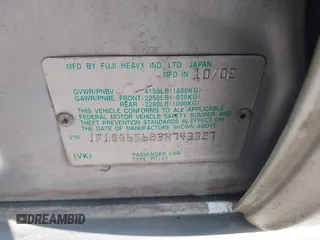 MFD BY FUJI HEAVY IND. LTD. JAPAN
MFD IN 10/02
GVWR/PNBV 4150LB(1880KG)
GAWR/PNBE FRONT-2050LB(930KG)
REAR -2200LB(1000KG)
THIS VEHICLE CONFORMS TO ALL APPLICABLE
FEDERAL MOTOR VEHICLE SAFETY, BUMPER, AND
THEFT PREVENTION STANDARDS IN EFFECT ON
THE DATE OF MANUFACTURE SHOWN ABOVE.
VIN
(VK) PASSENGER CAR
© DREAMBID
DREAMBID.COM